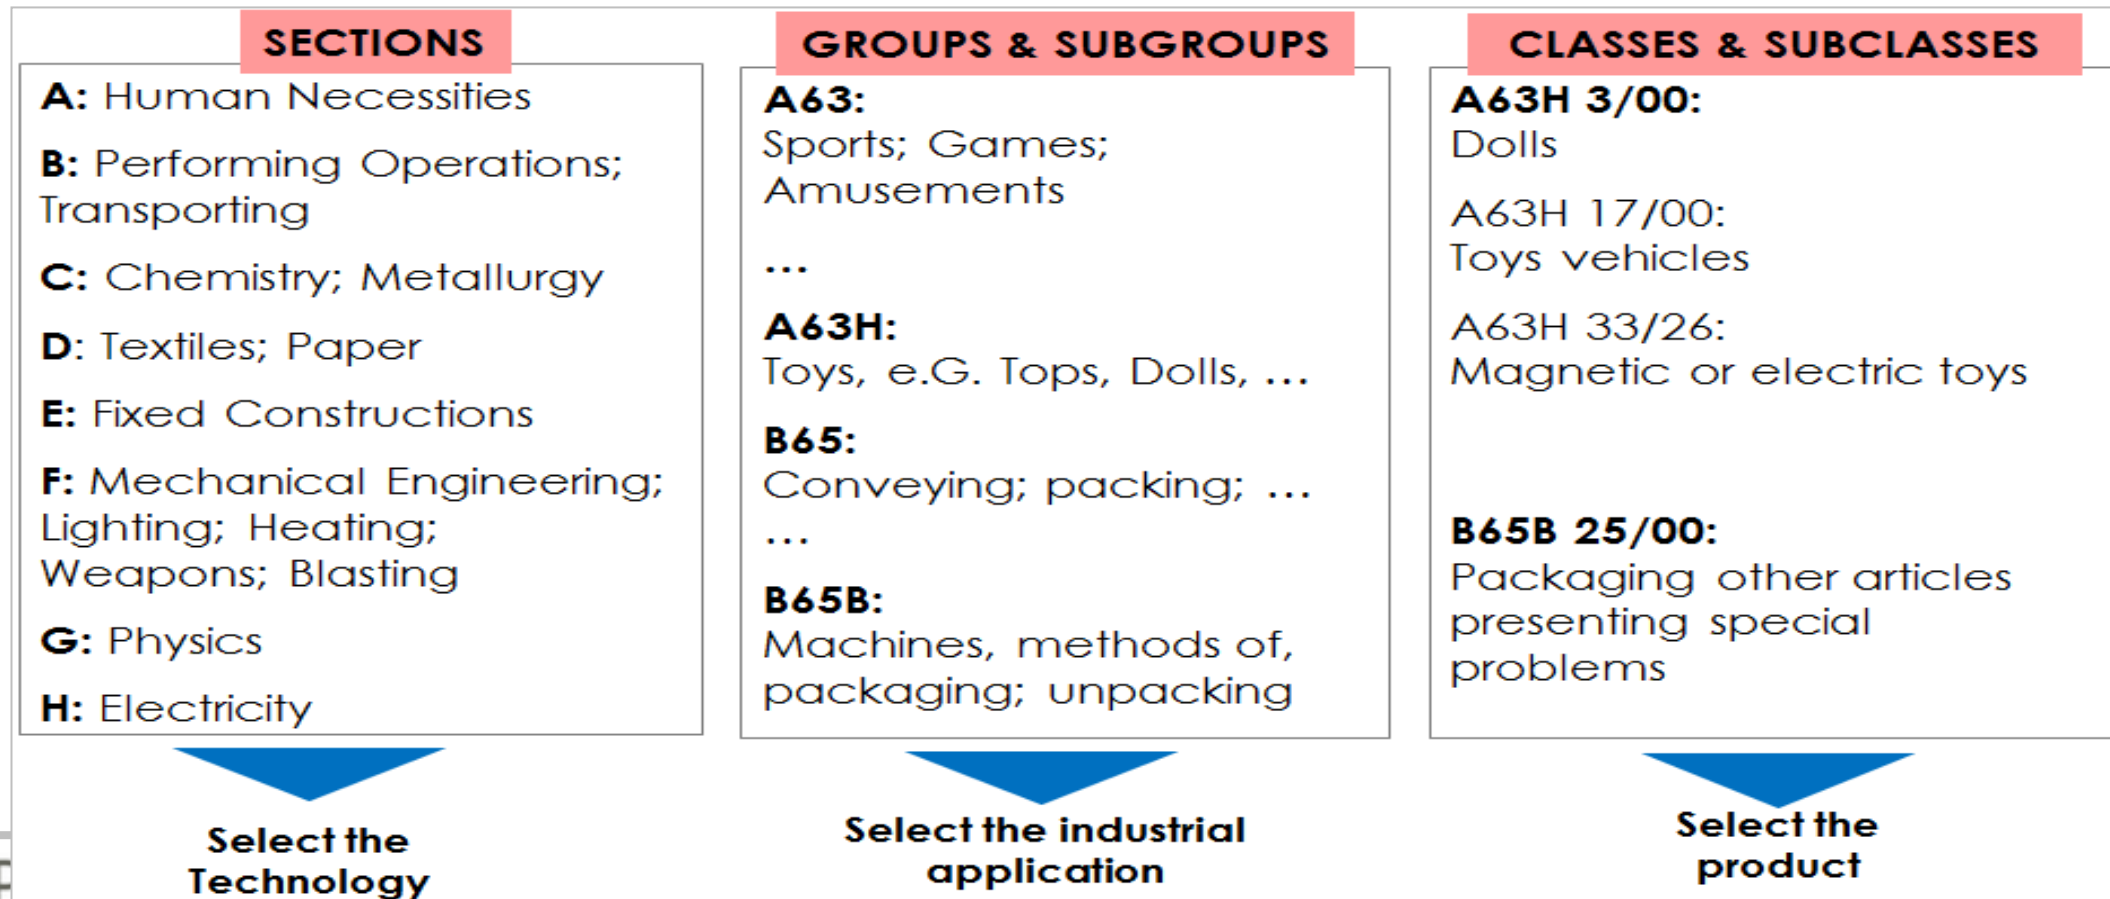 SECTIONS
A: Human Necessities
B: Performing Operations;
Transporting
C: Chemistry; Metallurgy
D: Textiles; Paper
E: Fixed Constructions
F: Mechanical Engineering;
Lighting; Heating;
Weapons; Blasting
G: Physics
H: Electricity
Select the
Technology
GROUPS & SUBGROUPS
A63:
Sports; Games;
Amusements
...
A63H:
Toys, e.G. Tops, Dolls, ...
B65:
Conveying; packing; ...
...
B65B:
Machines, methods of,
packaging; unpacking
Select the industrial
application
CLASSES & SUBCLASSES
A63H 3/00:
Dolls
A63H 17/00:
Toys vehicles
A63H 33/26:
Magnetic or electric toys
B65B 25/00:
Packaging other articles
presenting special
problems
Select the
product